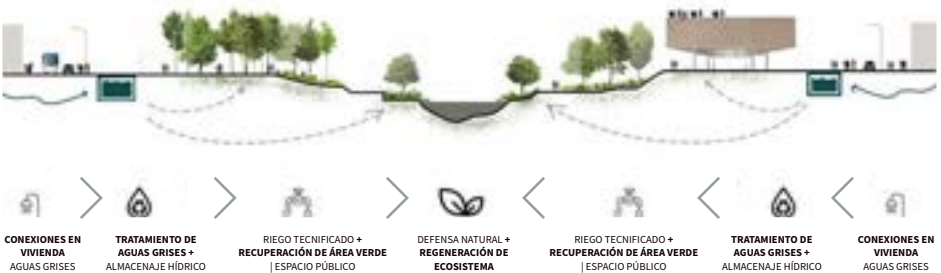 CONEXIONES EN
VIVIENDA
AGUAS GRISES
TRATAMIENTO DE
AGUAS GRISES +
ALMACENAJE HÍDRICO
RIEGO TECNIFICADO +
RECUPERACIÓN DE ÁREA VERDE
| ESPACIO PÚBLICO
DEFENSA NATURAL +
REGENERACIÓN DE
ECOSISTEMA
RIEGO TECNIFICADO +
RECUPERACIÓN DE ÁREA VERDE
| ESPACIO PÚBLICO
TRATAMIENTO DE
AGUAS GRISES +
ALMACENAJE HÍDRICO
CONEXIONES EN
VIVIENDA
AGUAS GRISES